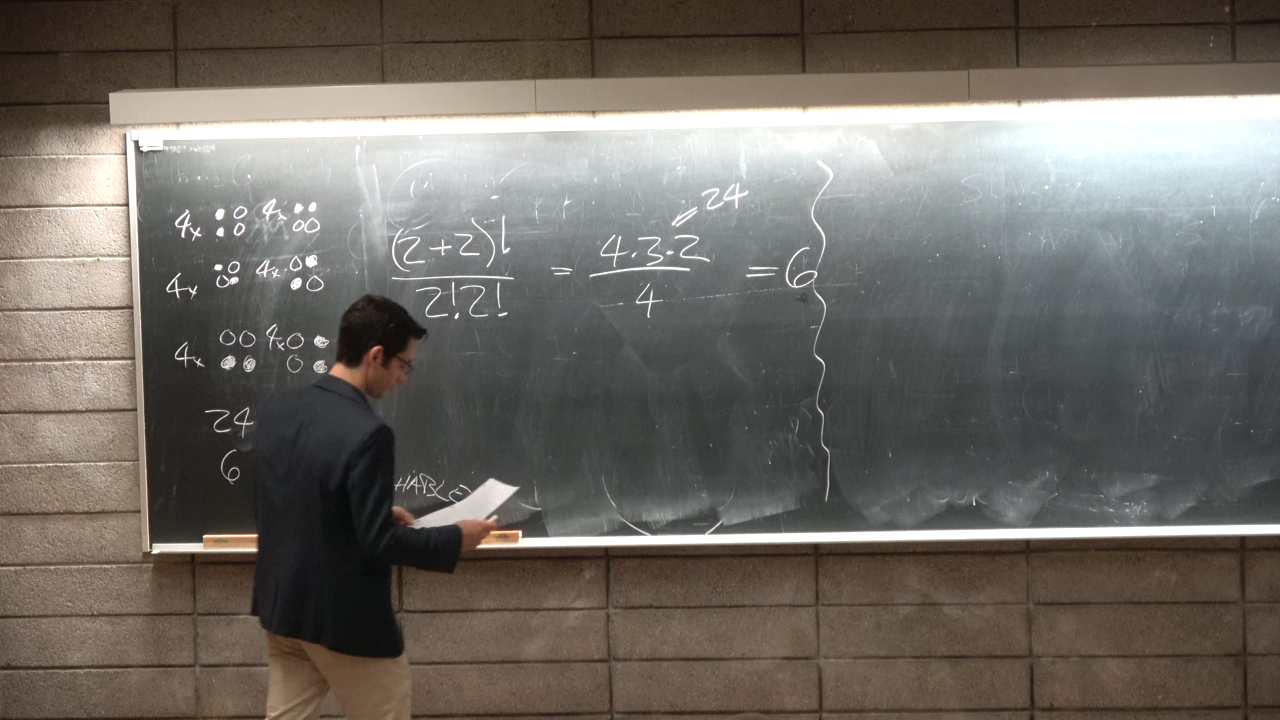 4x 4x
4x 4x
4x 4x
24
6
(2+2)! / 2!2! = 4·3·2 / 4 = 6
24